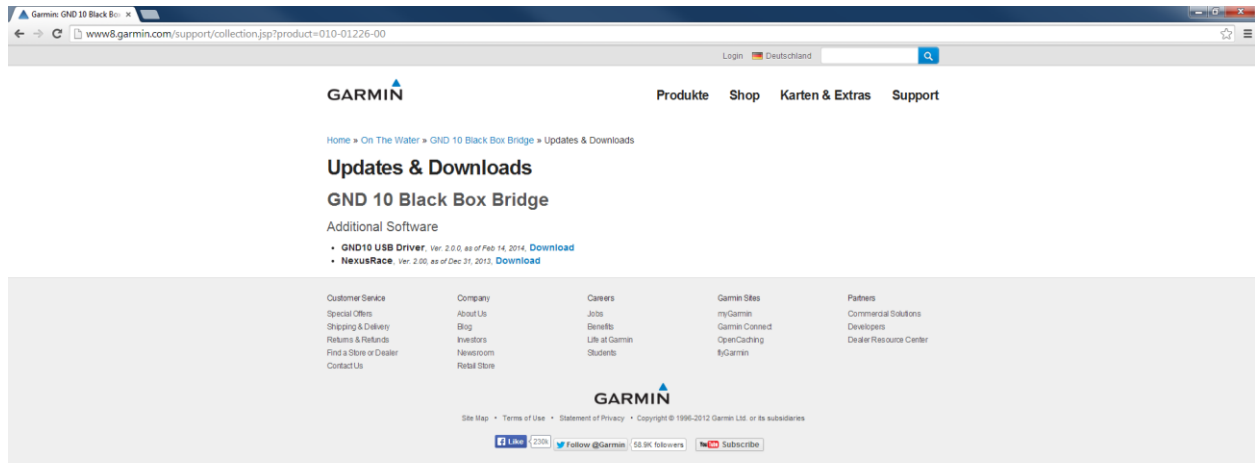 Garmin: GND 10 Black Bo
www8.garmin.com/support/collection.jsp?product=010-01226-00
Login Deutschland
GARMIN
Produkte Shop Karten & Extras Support
Home » On The Water » GND 10 Black Box Bridge » Updates & Downloads
Updates & Downloads
GND 10 Black Box Bridge
Additional Software
• GND10 USB Driver, Ver. 2.0.0, as of Feb 14, 2014, Download
• NexusRace, Ver. 2.00, as of Dec 31, 2013, Download
Customer Service Company Careers Garmin Sites Partners
Special Offers About Us Jobs myGarmin Commercial Solutions
Shipping & Delivery Blog Benefits Garmin Connect Developers
Returns & Refunds Investors Life at Garmin OpenCaching Dealer Resource Center
Find a Store or Dealer Newsroom Students flyGarmin
Contact Us Retail Store
GARMIN
Site Map • Terms of Use • Statement of Privacy • Copyright © 1996-2012 Garmin Ltd. or its subsidiaries
Like 230k Follow @Garmin 58.9K followers You Tube Subscribe